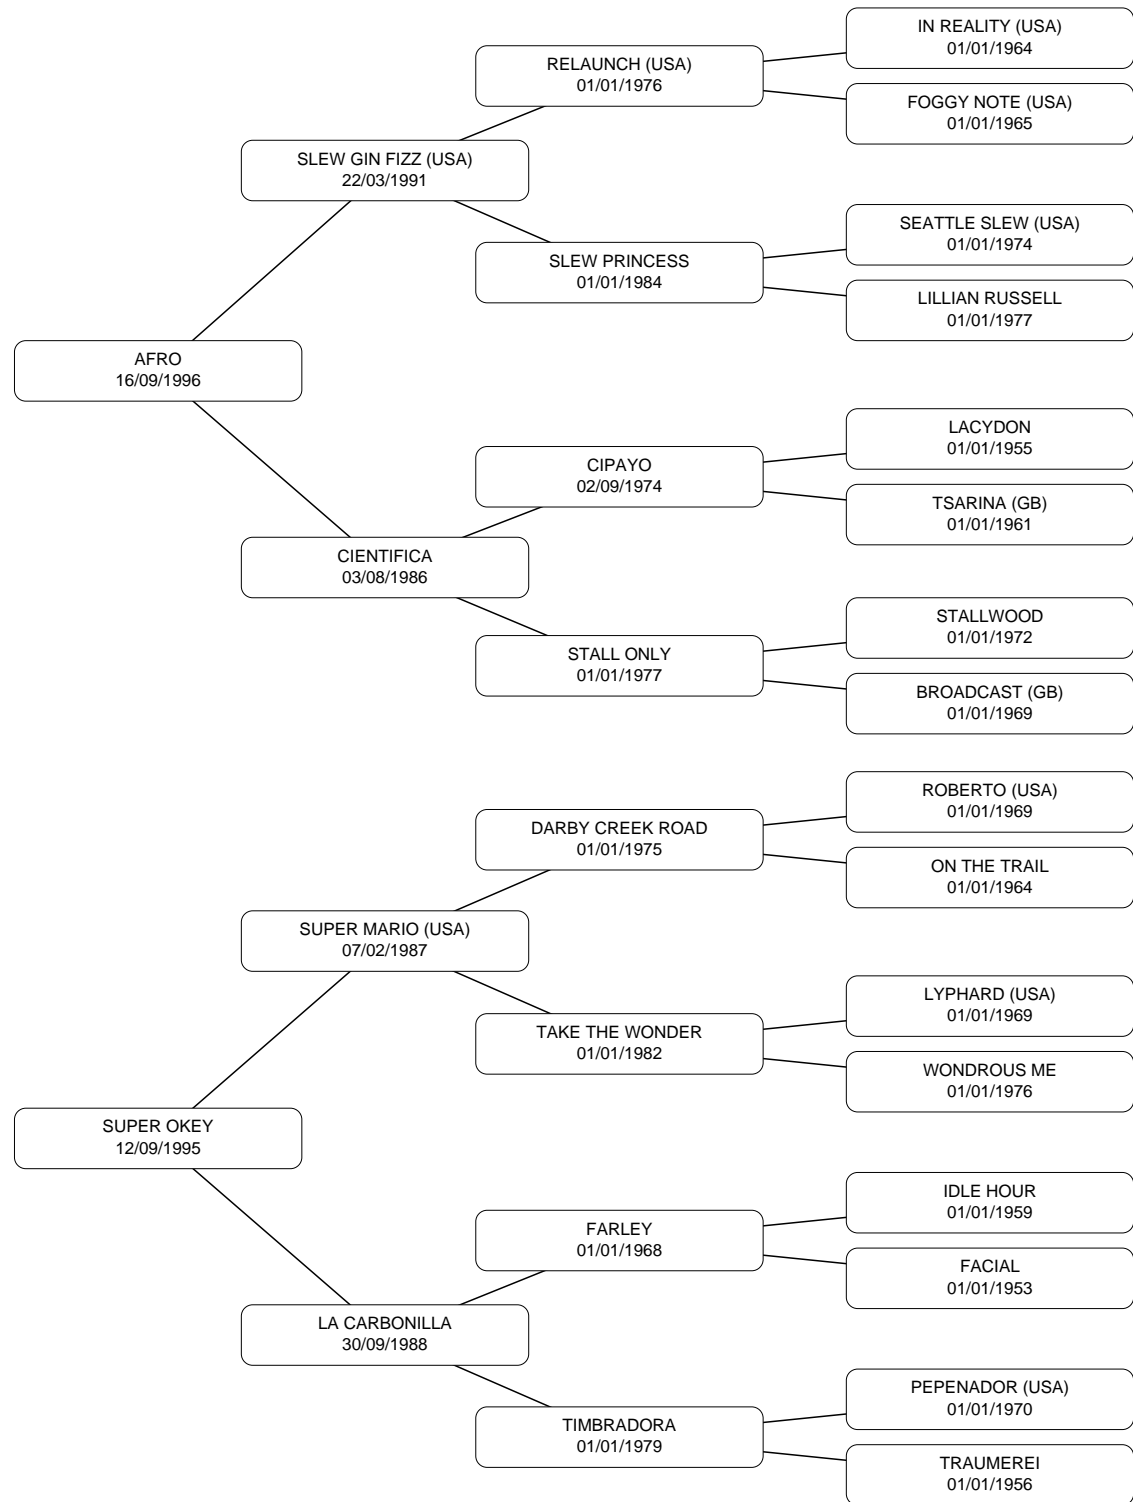 IN REALITY (USA)
01/01/1964
RELAUNCH (USA)
01/01/1976
FOGGY NOTE (USA)
01/01/1965
SLEW GIN FIZZ (USA)
22/03/1991
SEATTLE SLEW (USA)
01/01/1974
SLEW PRINCESS
01/01/1984
LILLIAN RUSSELL
01/01/1977
AFRO
16/09/1996
LACYDON
01/01/1955
CIPAYO
02/09/1974
TSARINA (GB)
01/01/1961
CIENTIFICA
03/08/1986
STALLWOOD
01/01/1972
STALL ONLY
01/01/1977
BROADCAST (GB)
01/01/1969
ROBERTO (USA)
01/01/1969
DARBY CREEK ROAD
01/01/1975
ON THE TRAIL
01/01/1964
SUPER MARIO (USA)
07/02/1987
LYPHARD (USA)
01/01/1969
TAKE THE WONDER
01/01/1982
WONDROUS ME
01/01/1976
SUPER OKEY
12/09/1995
IDLE HOUR
01/01/1959
FARLEY
01/01/1968
FACIAL
01/01/1953
LA CARBONILLA
30/09/1988
PEPENADOR (USA)
01/01/1970
TIMBRADORA
01/01/1979
TRAUMEREI
01/01/1956